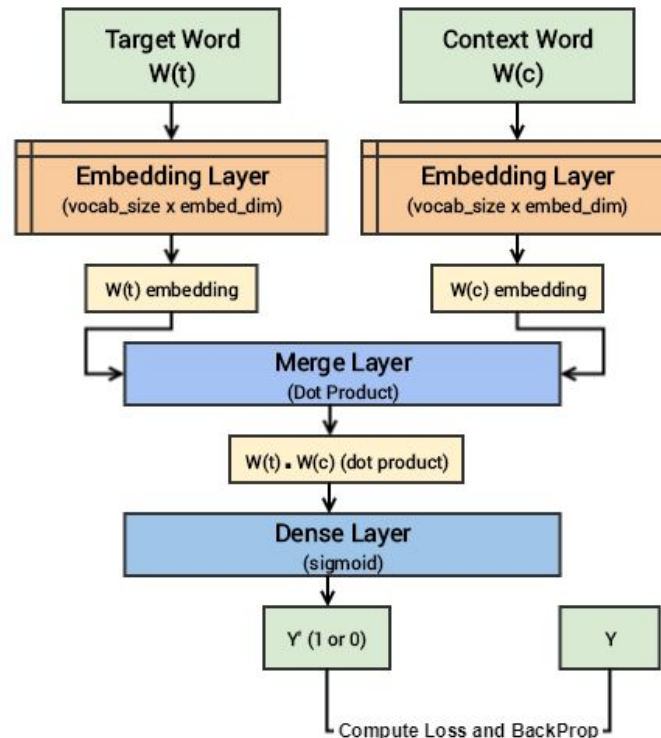 Target Word
W(t)
Context Word
W(c)
Embedding Layer
(vocab_size x embed_dim)
Embedding Layer
(vocab_size x embed_dim)
W(t) embedding
W(c) embedding
Merge Layer
(Dot Product)
W(t) . W(c) (dot product)
Dense Layer
(sigmoid)
Y' (1 or 0)
Y
Compute Loss and BackProp